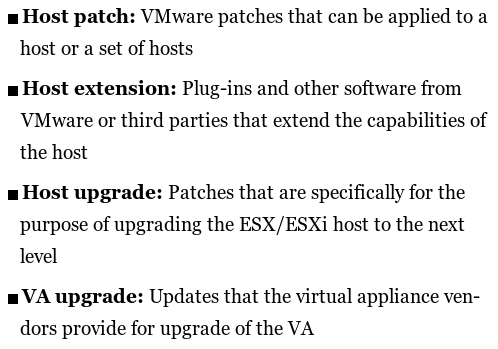 ■ Host patch: VMware patches that can be applied to a
host or a set of hosts
■ Host extension: Plug-ins and other software from
VMware or third parties that extend the capabilities of
the host
■ Host upgrade: Patches that are specifically for the
purpose of upgrading the ESX/ESXi host to the next
level
■ VA upgrade: Updates that the virtual appliance ven-
dors provide for upgrade of the VA